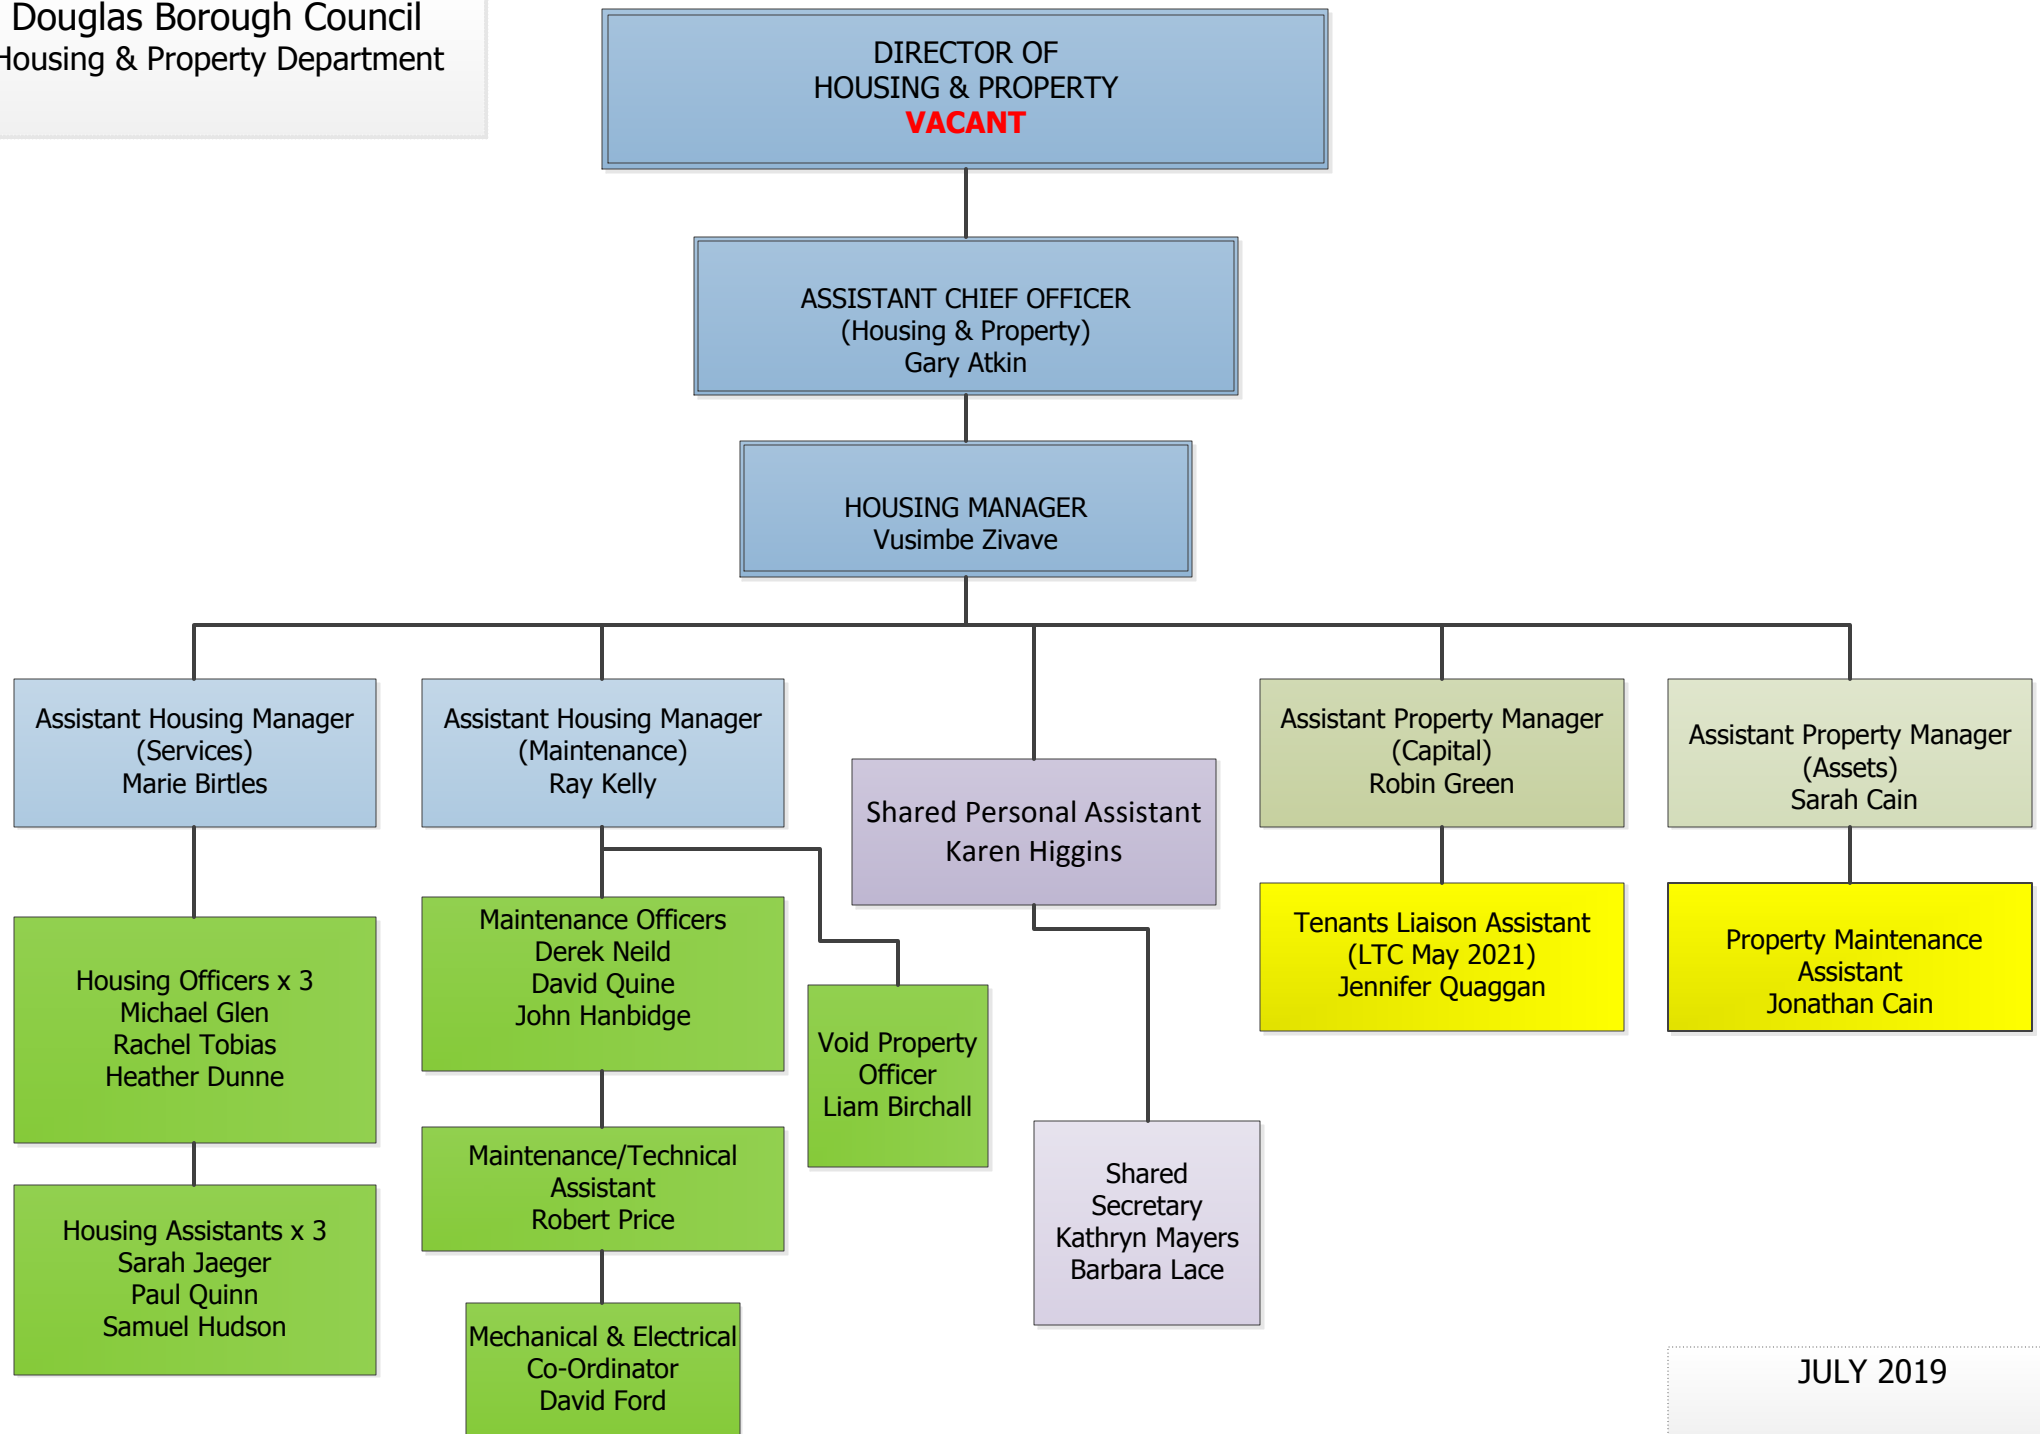 Douglas Borough Council
Housing & Property Department
DIRECTOR OF
HOUSING & PROPERTY
VACANT
ASSISTANT CHIEF OFFICER
(Housing & Property)
Gary Atkin
HOUSING MANAGER
Vusimbe Zivave
Assistant Housing Manager
(Services)
Marie Birtles
Assistant Housing Manager
(Maintenance)
Ray Kelly
Shared Personal Assistant
Karen Higgins
Assistant Property Manager
(Capital)
Robin Green
Assistant Property Manager
(Assets)
Sarah Cain
Housing Officers x 3
Michael Glen
Rachel Tobias
Heather Dunne
Maintenance Officers
Derek Neild
David Quine
John Hanbidge
Void Property
Officer
Liam Birchall
Tenants Liaison Assistant
(LTC May 2021)
Jennifer Quaggan
Property Maintenance
Assistant
Jonathan Cain
Housing Assistants x 3
Sarah Jaeger
Paul Quinn
Samuel Hudson
Maintenance/Technical
Assistant
Robert Price
Shared
Secretary
Kathryn Mayers
Barbara Lace
Mechanical & Electrical
Co-Ordinator
David Ford
JULY 2019